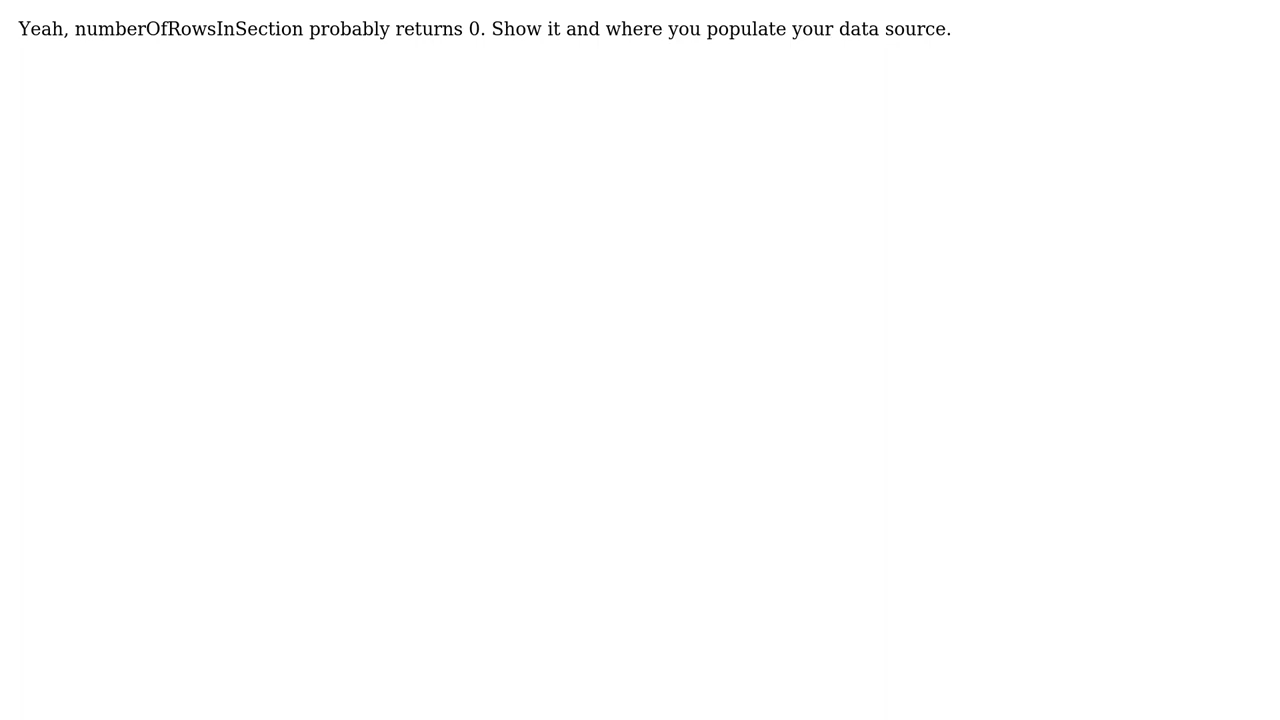 Yeah, numberOfRowsInSection probably returns 0. Show it and where you populate your data source.